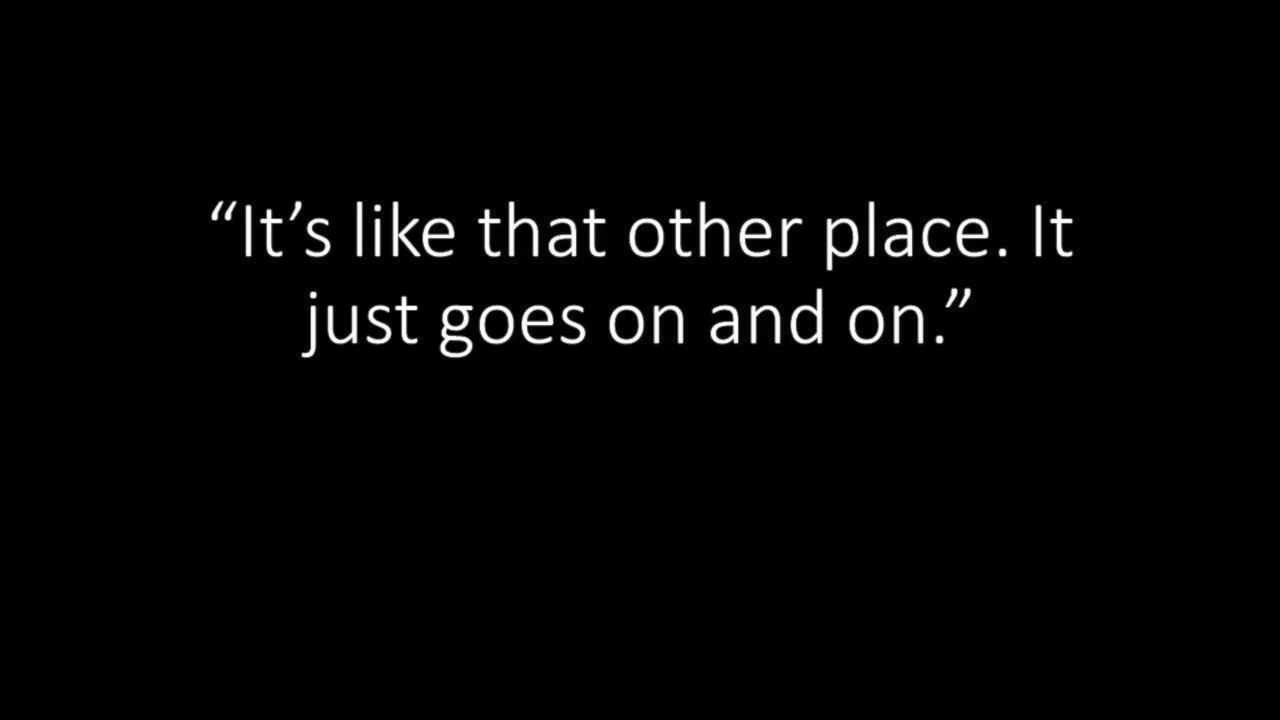 “It’s like that other place. It
just goes on and on.”